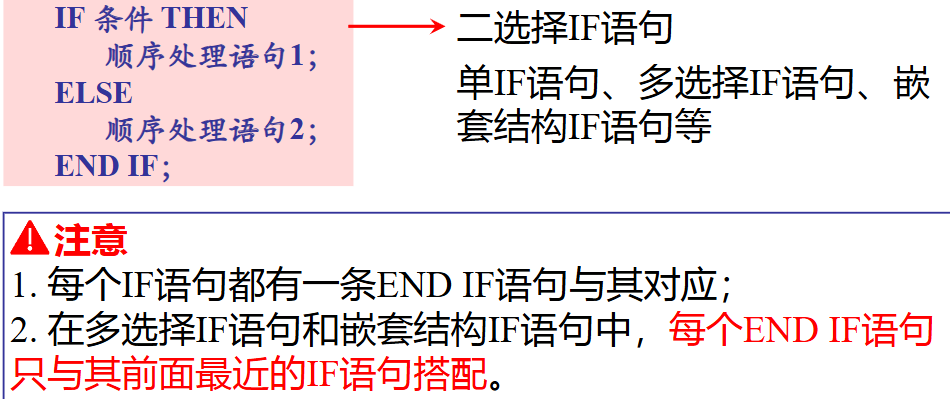 IF 条件 THEN
顺序处理语句1；
ELSE
顺序处理语句2；
END IF；
二选择IF语句
单IF语句、多选择IF语句、嵌
套结构IF语句等
注意
1. 每个IF语句都有一条END IF语句与其对应；
2. 在多选择IF语句和嵌套结构IF语句中，每个END IF语句
只与其前面最近的IF语句搭配。